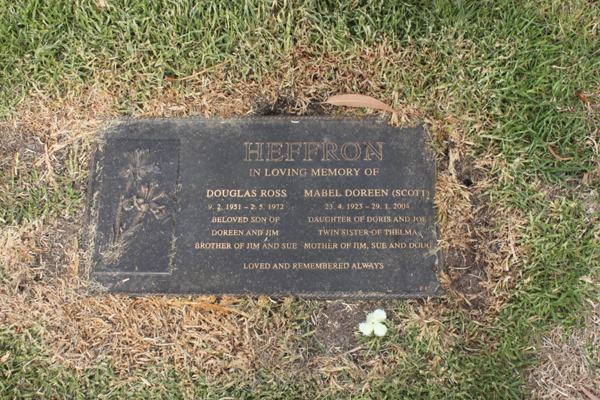 HEFFRON
IN LOVING MEMORY OF
DOUGLAS ROSS
9. 2. 1951 - 2. 5. 1972
BELOVED SON OF
DOREEN AND JIM
BROTHER OF JIM AND SUE
MABEL DOREEN (SCOTT)
23. 4. 1923 - 29. 1. 2004
DAUGHTER OF DORIS AND JOE
TWIN SISTER OF THELMA
MOTHER OF JIM, SUE AND DOUG
LOVED AND REMEMBERED ALWAYS